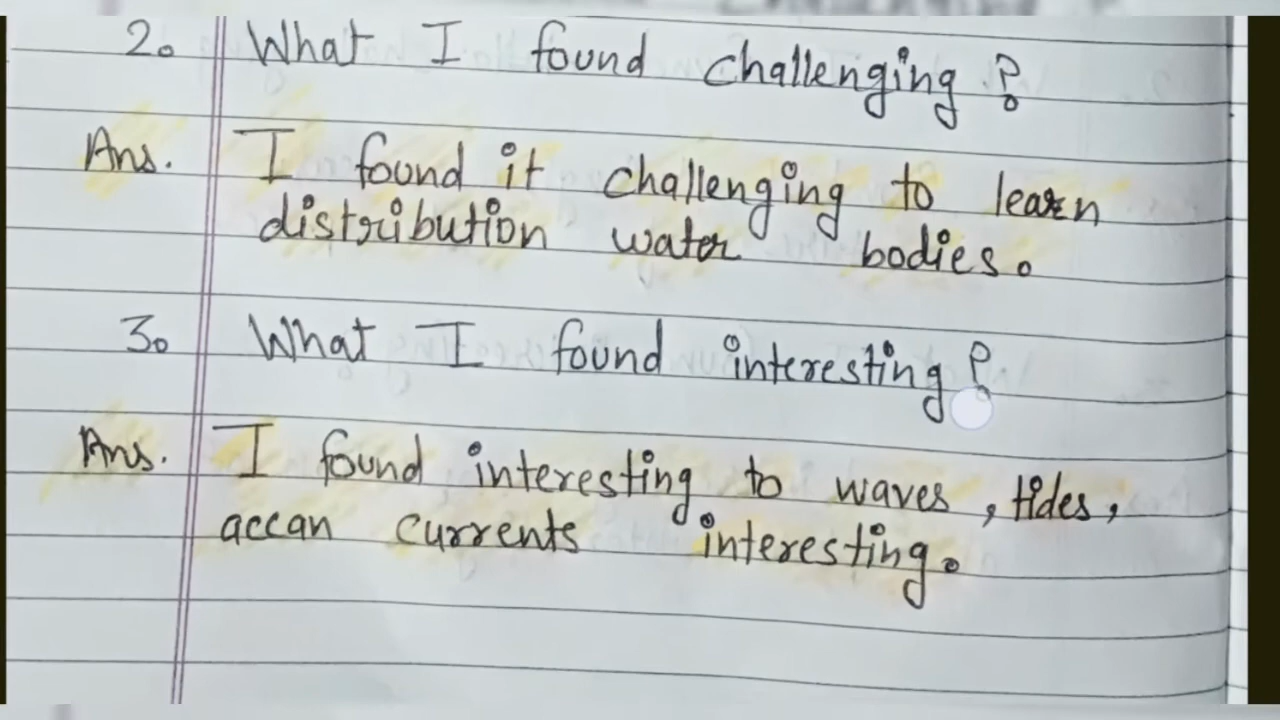 2. What I found challenging ?
Ans. I found it challenging to learn
distribution water bodies.
3. What I found interesting ?
Ans. I found interesting to waves, tides,
accan currents interesting.